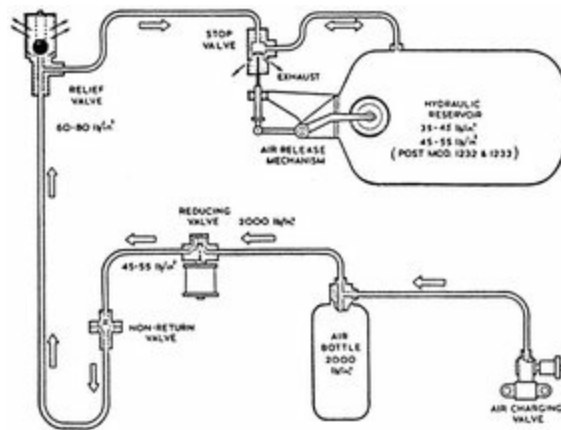 STOP
VALVE
EXHAUST
RELIEF
VALVE
60-80 lb/in²
AIR RELEASE
MECHANISM
HYDRAULIC
RESERVOIR
35-45 lb/in²
45-55 lb/in²
(POST MOD. 1232 & 1233)
REDUCING
VALVE
2000 lb/in²
45-55 lb/in²
NON-RETURN
VALVE
AIR
BOTTLE
2000
lb/in²
AIR CHARGING
VALVE